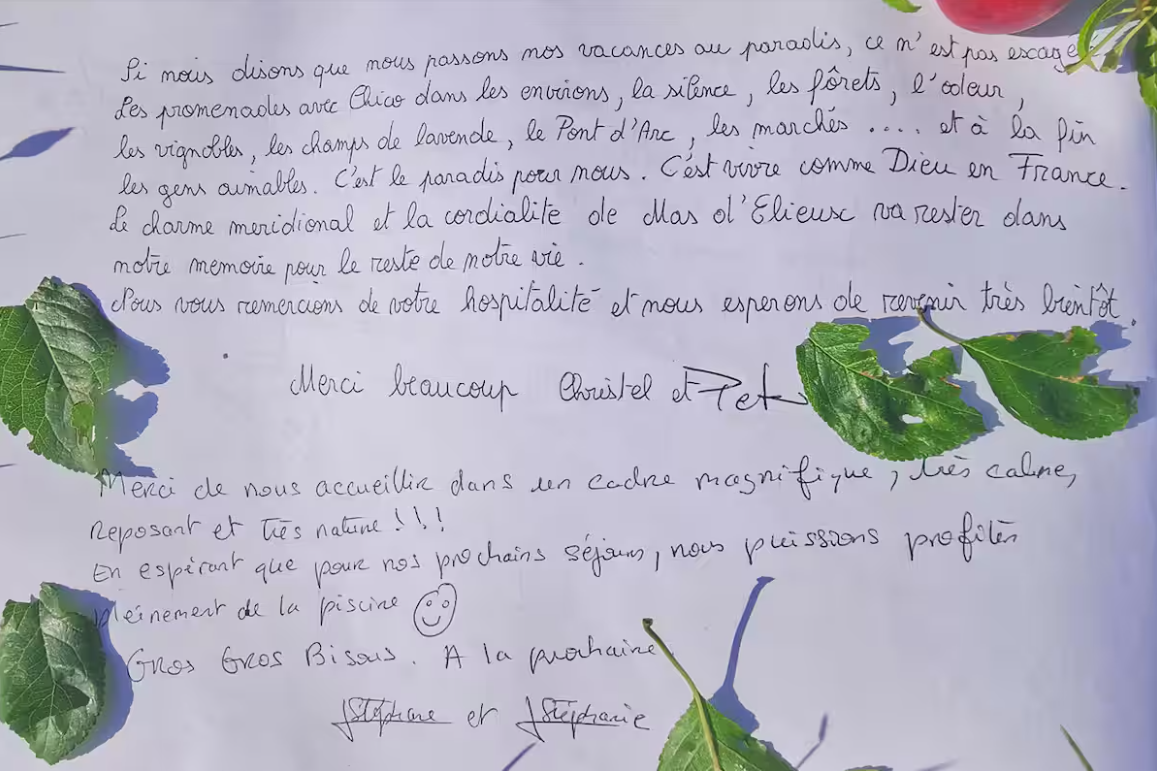 Si nous disons que nous passons nos vacances au paradis, ce n'est pas exage
Les promenades avec Chico dans les environs, la silence, les fôrets, l'odeur,
les vignobles, les champs de lavende, le Pont d'Arc, les marchés .... et à la fin
les gens aimables. C'est le paradis pour nous. C'est vivre comme Dieu en France.
Le charme meridional et la cordialite de Mas d'Elieux va rester dans
notre memoire pour le reste de notre vie.
Nous vous remercions de votre hospitalité et nous esperons de revenir très bientôt.
Merci beaucoup Christel et Pet
Merci de nous accueillir dans un cadre magnifique, très calme,
Reposant et très nature!!!
En espérant que pour nos prochains séjours, nous puissions profiter
pleinement de la piscine ☺
Gros Gros Bisous. A la prochaine
Stéphane et Stéphanie